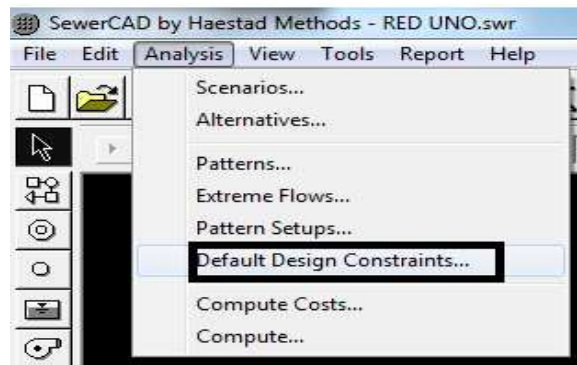 SewerCAD by Haestad Methods - RED UNO.swr
File Edit Analysis View Tools Report Help
Scenarios...
Alternatives...
Patterns...
Extreme Flows...
Pattern Setups...
Default Design Constraints...
Compute Costs...
Compute...